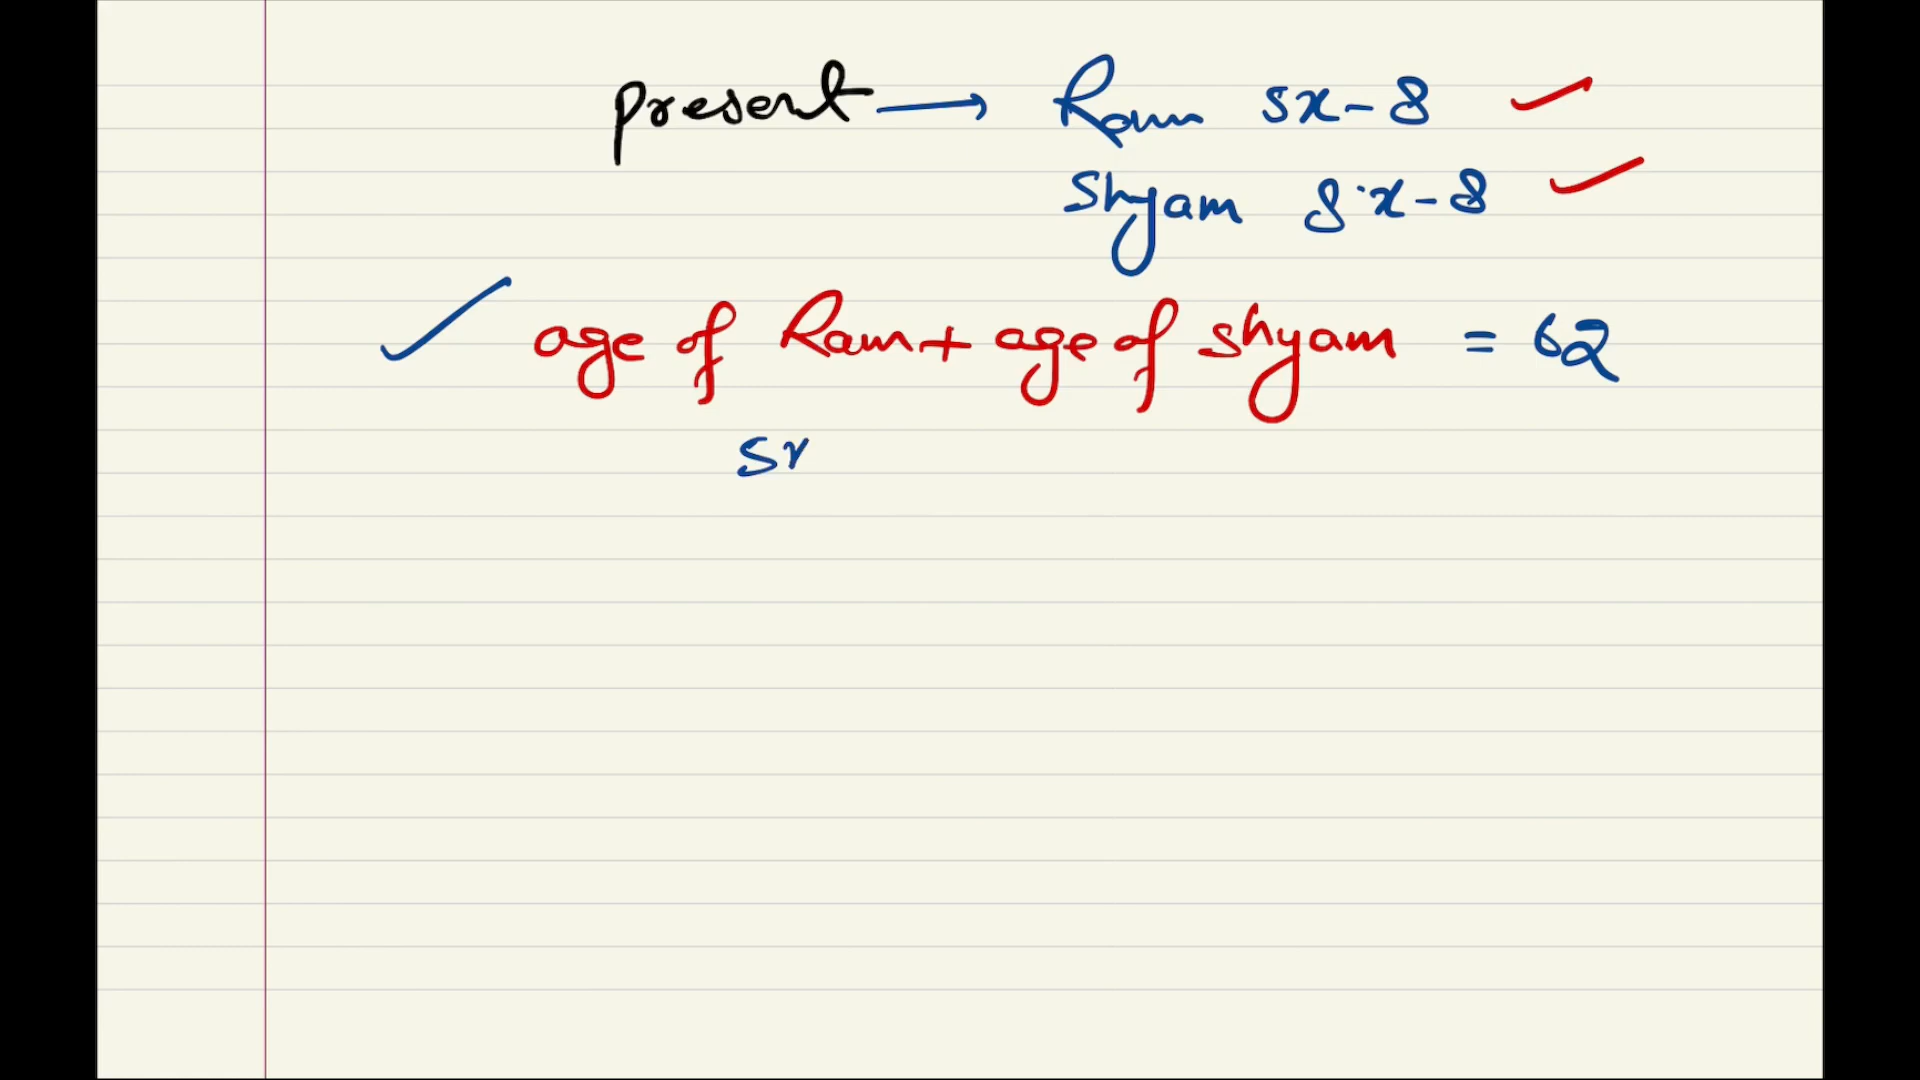 present → Ram 5x-8
Shyam 8x-8
age of Ram + age of shyam = 62
5x